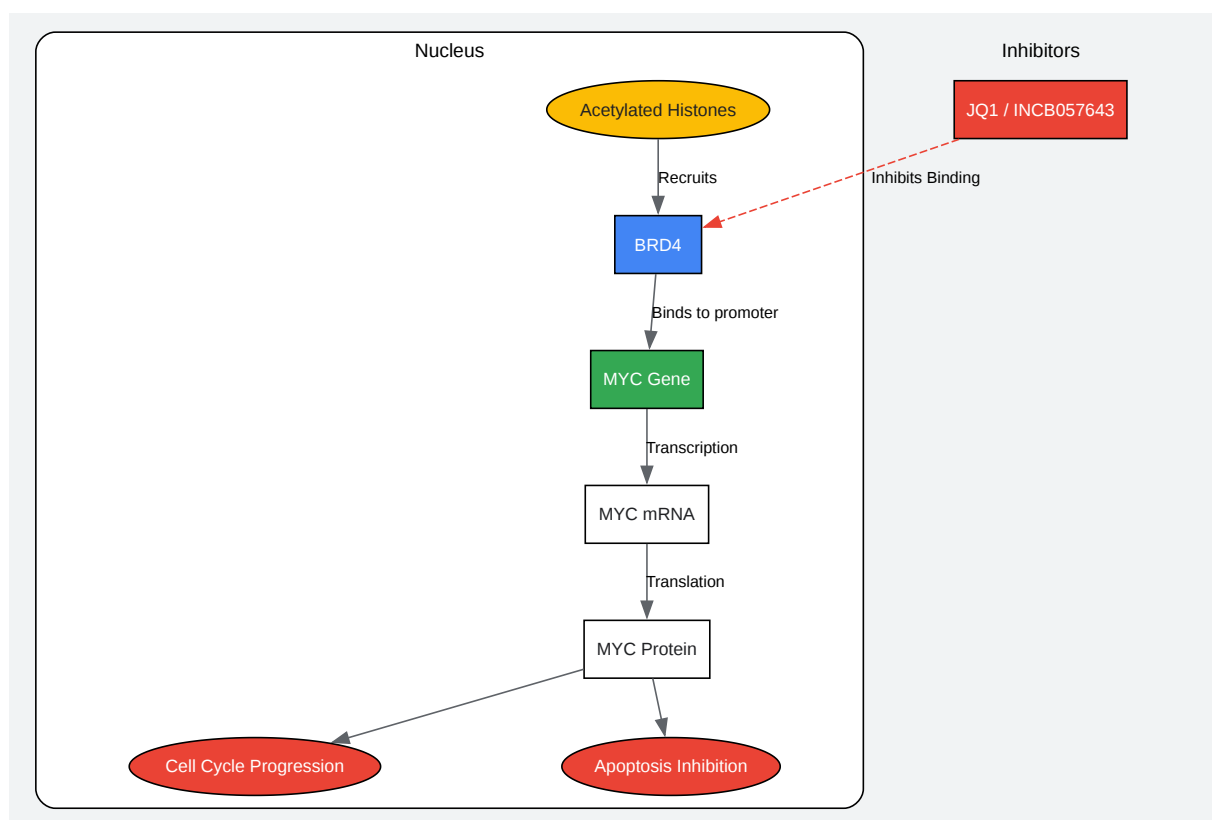 Nucleus
Inhibitors
Acetylated Histones
JQ1 / INCB057643
Recruits
Inhibits Binding
BRD4
Binds to promoter
MYC Gene
Transcription
MYC mRNA
Translation
MYC Protein
Cell Cycle Progression
Apoptosis Inhibition